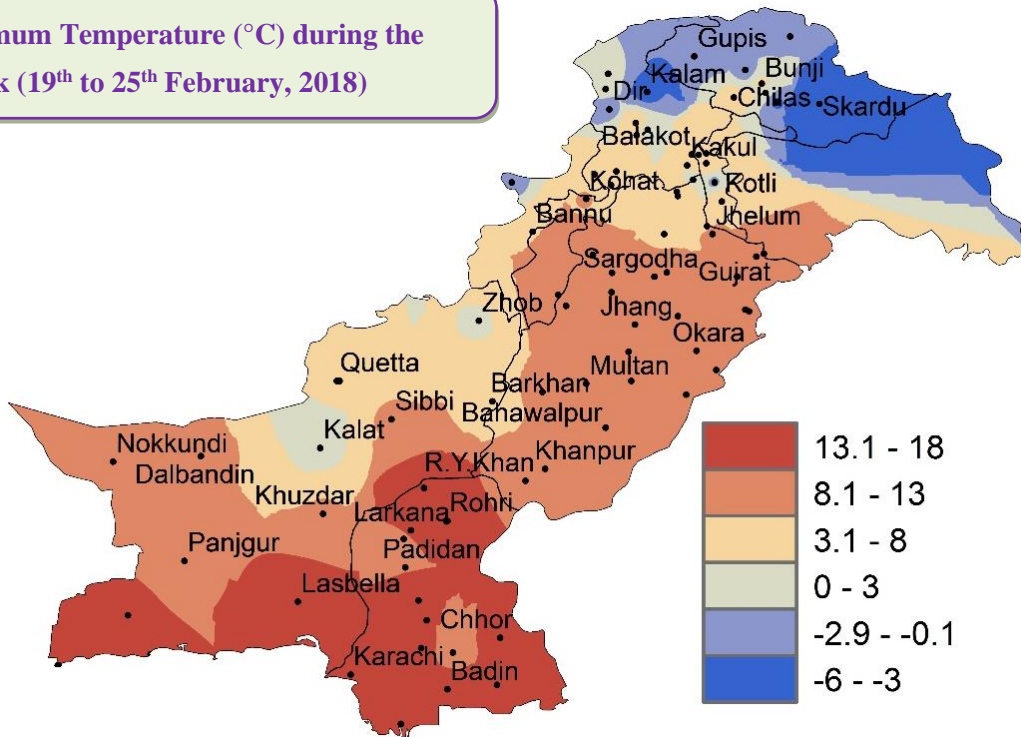 mum Temperature (°C) during the
k (19th to 25th February, 2018)
Gupis
Kalam
Bunji
Dir
Chilas
Skardu
Balakot
Kakul
Kohat
Kotli
Bannu
Jhelum
Sargodha
Gujrat
Zhob
Jhang
Okara
Quetta
Multan
Barkhan
Sibbi
Bahawalpur
Nokkundi
Kalat
Dalbandin
R.Y.Khan
Khanpur
Khuzdar
Larkana
Rohri
Panjgur
Padidan
Lasbella
Chhor
Karachi
Badin
13.1 - 18
8.1 - 13
3.1 - 8
0 - 3
-2.9 - -0.1
-6 - -3